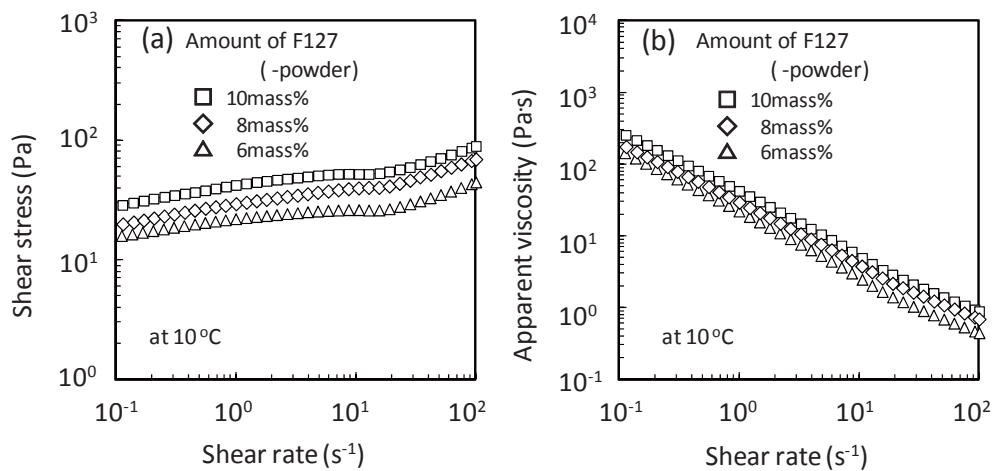 (a) Amount of F127
( -powder)
10mass%
8mass%
6mass%
at 10 °C
10³
10²
10¹
10⁰
Shear stress (Pa)
10⁻¹ 10⁰ 10¹ 10²
Shear rate (s⁻¹)
(b) Amount of F127
( -powder)
10mass%
8mass%
6mass%
at 10 °C
10⁴
10³
10²
10¹
10⁰
10⁻¹
Apparent viscosity (Pa·s)
10⁻¹ 10⁰ 10¹ 10²
Shear rate (s⁻¹)